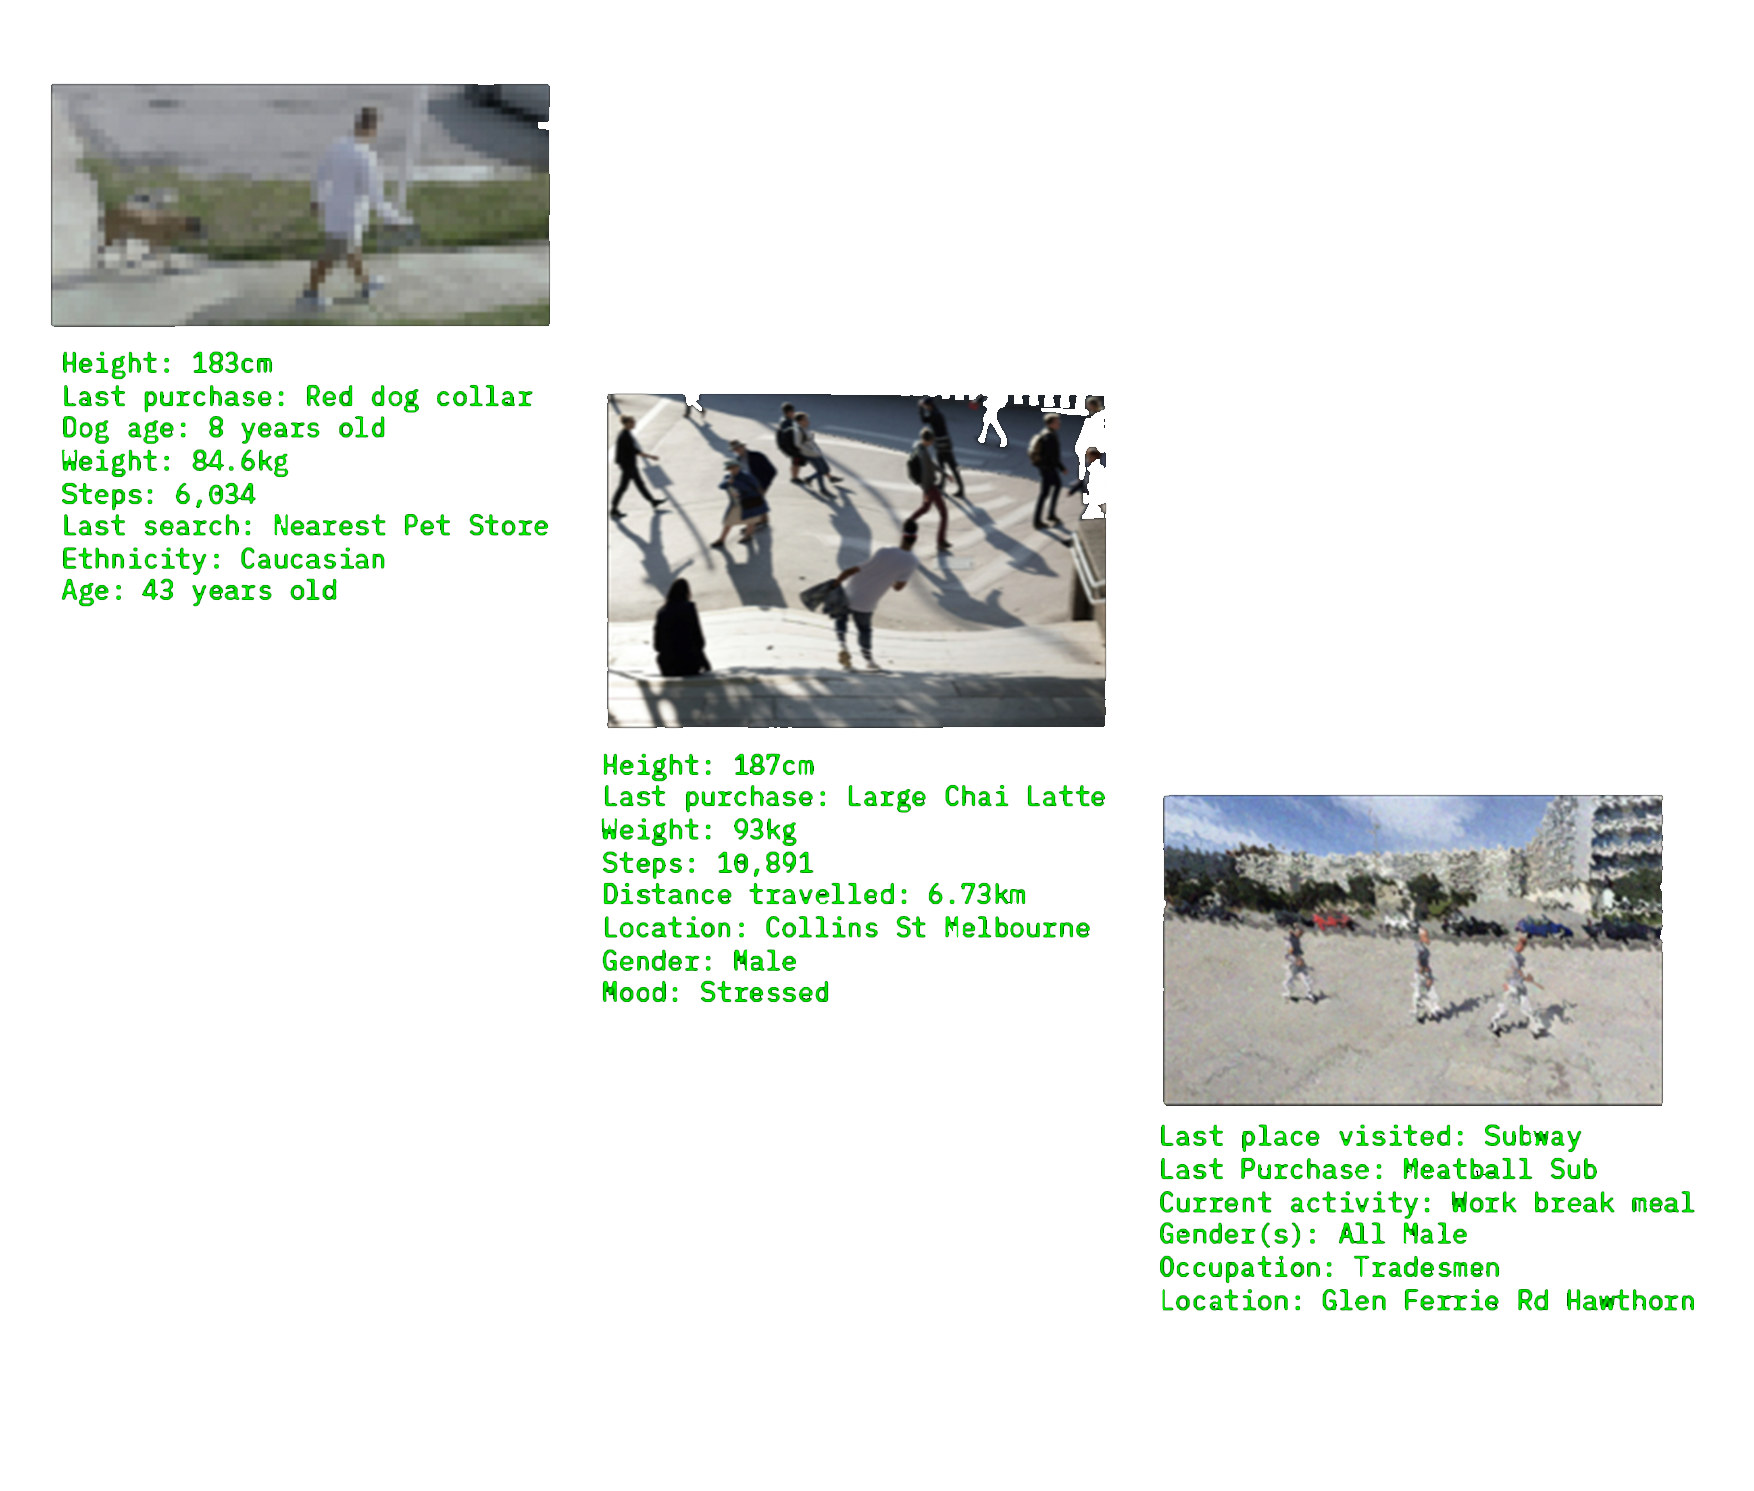 Height: 183cm
Last purchase: Red dog collar
Dog age: 8 years old
Weight: 84.6kg
Steps: 6,034
Last search: Nearest Pet Store
Ethnicity: Caucasian
Age: 43 years old
Height: 187cm
Last purchase: Large Chai Latte
Weight: 93kg
Steps: 10,891
Distance travelled: 6.73km
Location: Collins St Melbourne
Gender: Male
Mood: Stressed
Last place visited: Subway
Last Purchase: Meatball Sub
Current activity: Work break meal
Gender(s): All Male
Occupation: Tradesmen
Location: Glen Ferrie Rd Hawthorn